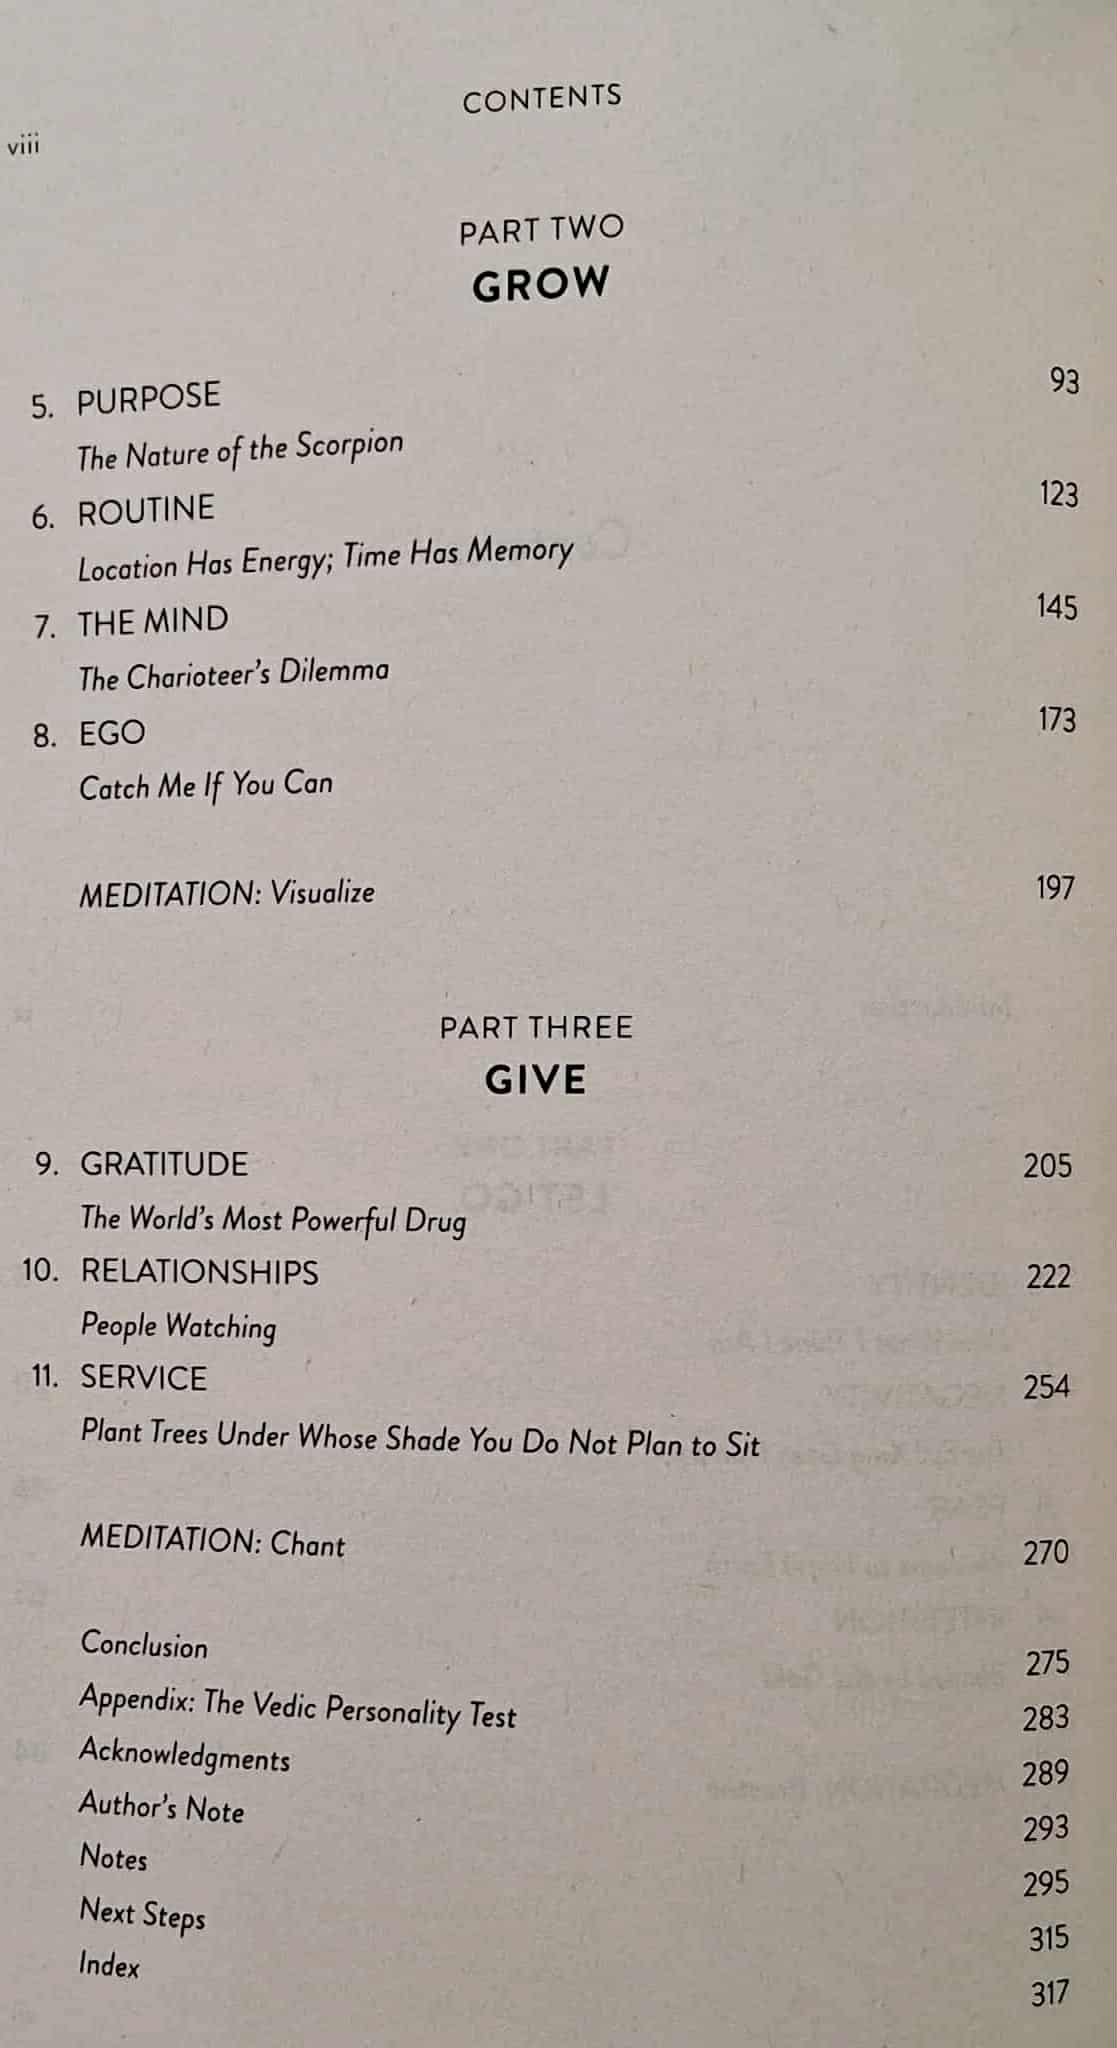 CONTENTS
viii
PART TWO
GROW
5. PURPOSE 93
The Nature of the Scorpion
6. ROUTINE 123
Location Has Energy; Time Has Memory
7. THE MIND 145
The Charioteer's Dilemma
8. EGO 173
Catch Me If You Can
MEDITATION: Visualize 197
PART THREE
GIVE
9. GRATITUDE 205
The World's Most Powerful Drug
10. RELATIONSHIPS 222
People Watching
11. SERVICE 254
Plant Trees Under Whose Shade You Do Not Plan to Sit
MEDITATION: Chant 270
Conclusion 275
Appendix: The Vedic Personality Test 283
Acknowledgments 289
Author's Note 293
Notes 295
Next Steps 315
Index 317